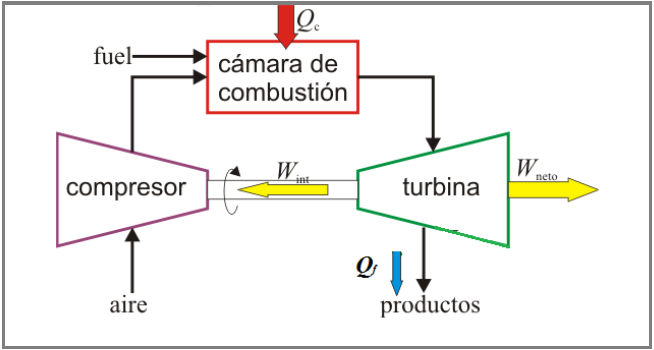 Qc
fuel
cámara de
combustión
compresor
Wint
turbina
Wneto
Qf
aire
productos